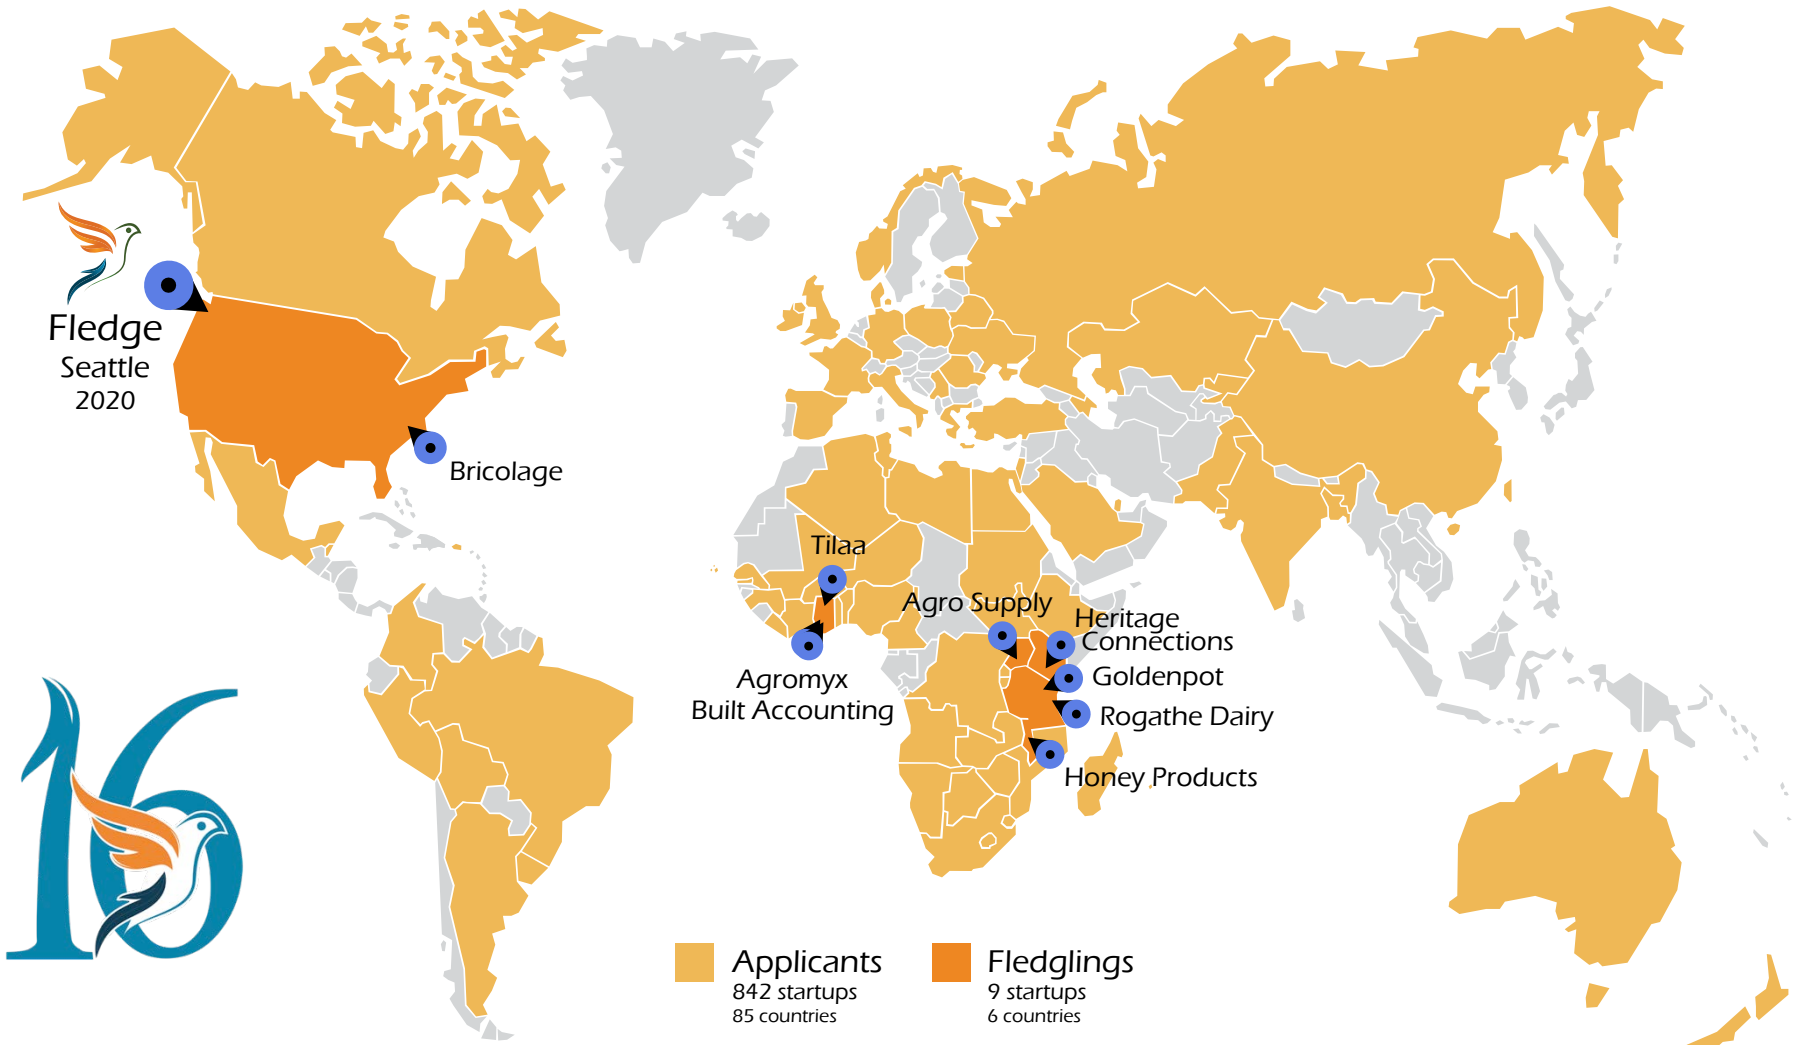 Fledge
Seattle
2020
Bricolage
Tilaa
Agro Supply
Heritage
Connections
Goldenpot
Agromyx
Built Accounting
Rogathe Dairy
Honey Products
16
Applicants
842 startups
85 countries
Fledglings
9 startups
6 countries